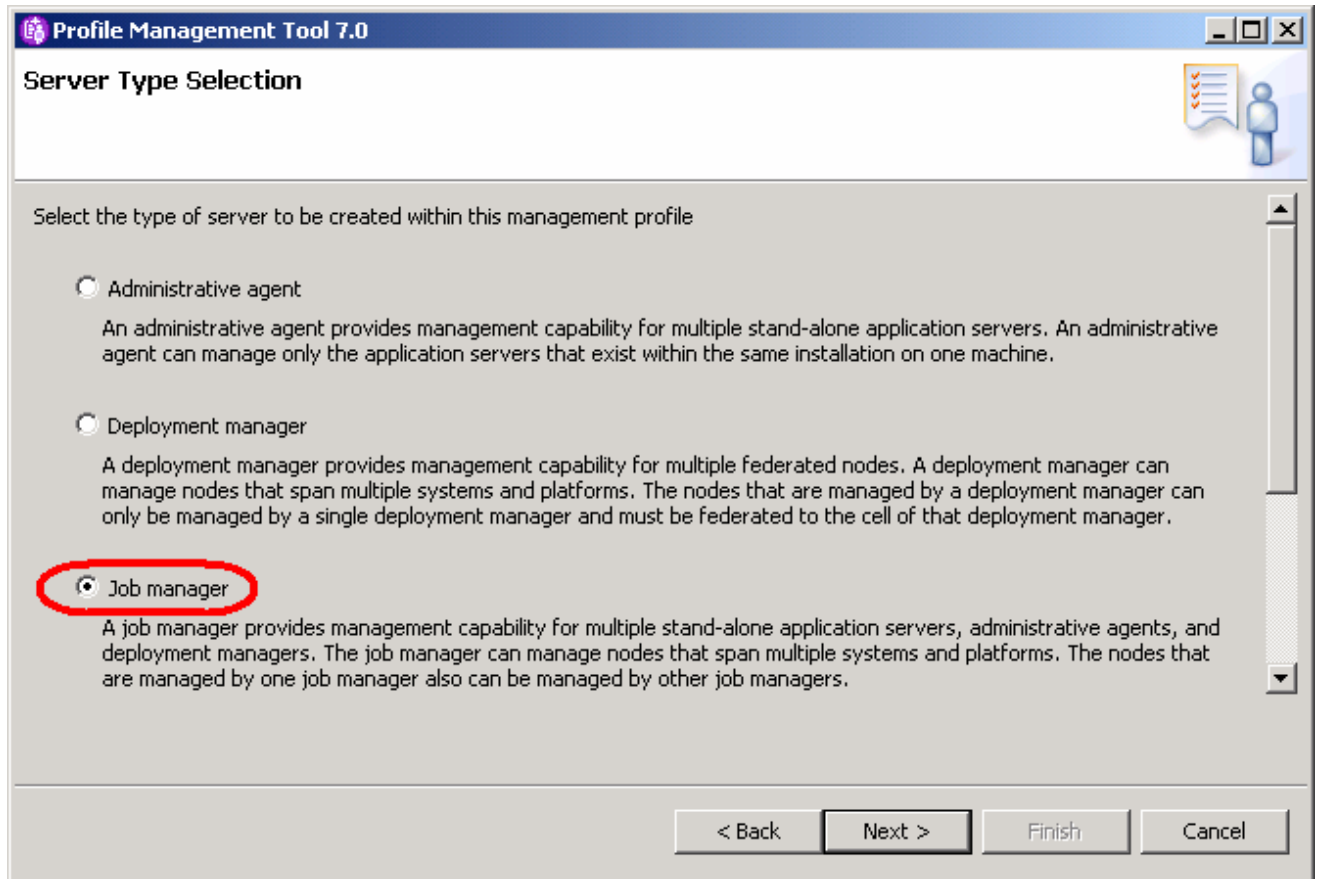 Profile Management Tool 7.0
Server Type Selection
Select the type of server to be created within this management profile
Administrative agent
An administrative agent provides management capability for multiple stand-alone application servers. An administrative
agent can manage only the application servers that exist within the same installation on one machine.
Deployment manager
A deployment manager provides management capability for multiple federated nodes. A deployment manager can
manage nodes that span multiple systems and platforms. The nodes that are managed by a deployment manager can
only be managed by a single deployment manager and must be federated to the cell of that deployment manager.
Job manager
A job manager provides management capability for multiple stand-alone application servers, administrative agents, and
deployment managers. The job manager can manage nodes that span multiple systems and platforms. The nodes that
are managed by one job manager also can be managed by other job managers.
< Back Next > Finish Cancel